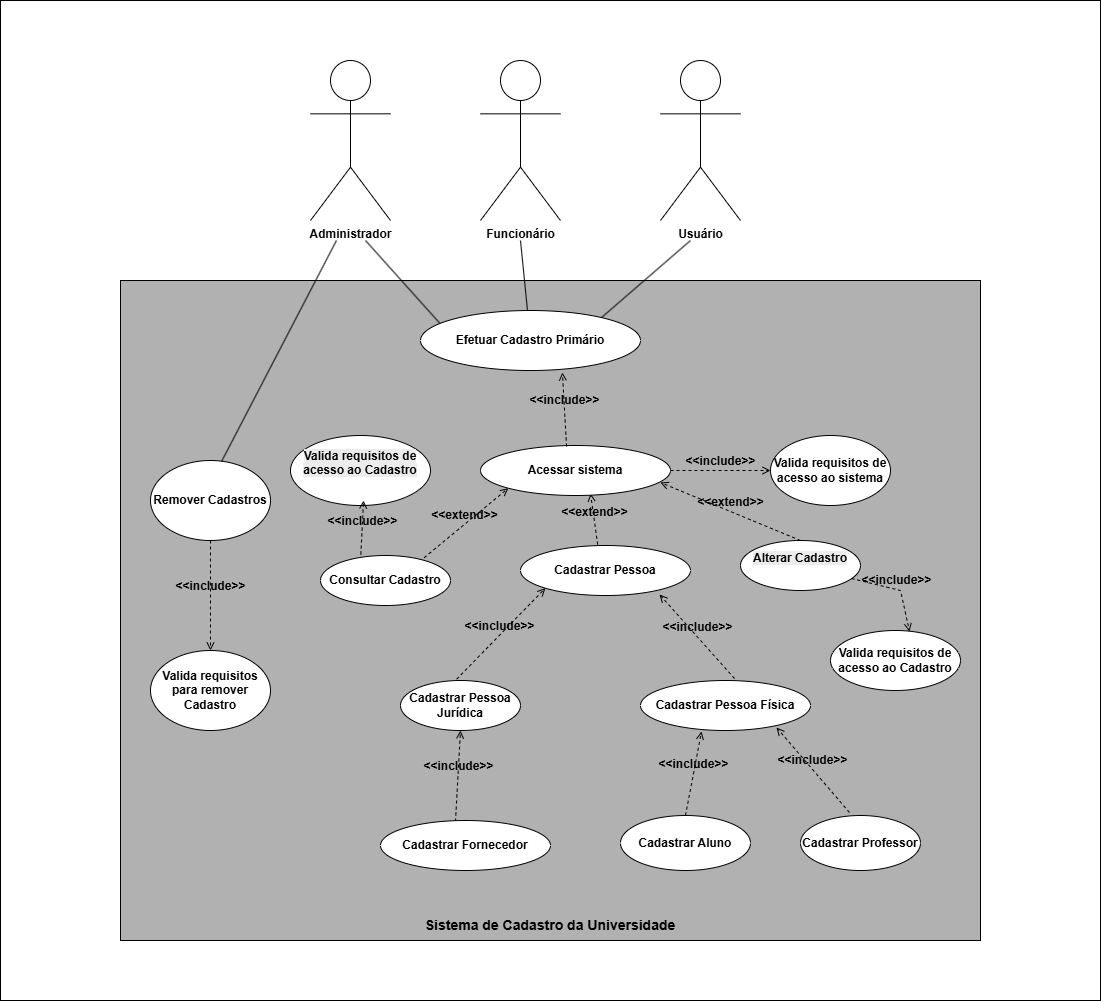 Administrador
Funcionário
Usuário
Efetuar Cadastro Primário
<<include>>
Valida requisitos de
acesso ao Cadastro
Acessar sistema
<<include>>
Valida requisitos de
acesso ao sistema
Remover Cadastros
<<include>>
<<extend>>
<<extend>>
<<extend>>
Consultar Cadastro
Cadastrar Pessoa
Alterar Cadastro
<<include>>
<<include>>
<<include>>
<<include>>
Valida requisitos de
acesso ao Cadastro
Valida requisitos
para remover
Cadastro
Cadastrar Pessoa
Jurídica
Cadastrar Pessoa Física
<<include>>
<<include>>
<<include>>
Cadastrar Fornecedor
Cadastrar Aluno
Cadastrar Professor
Sistema de Cadastro da Universidade